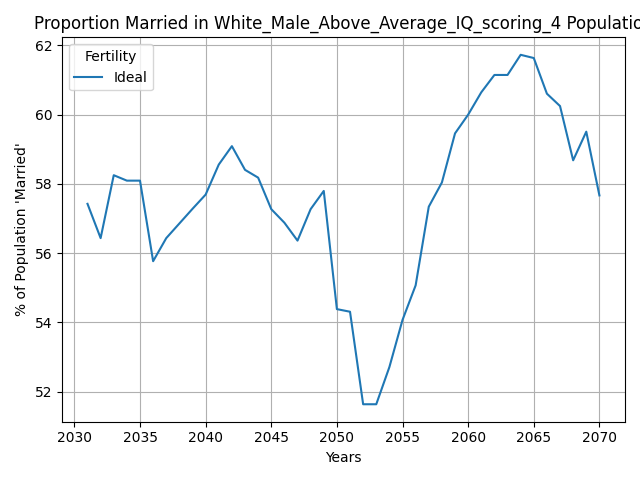 Proportion Married in White_Male_Above_Average_IQ_scoring_4 Populatio
Fertility
Ideal
% of Population 'Married'
62
60
58
56
54
52
2030 2035 2040 2045 2050 2055 2060 2065 2070
Years